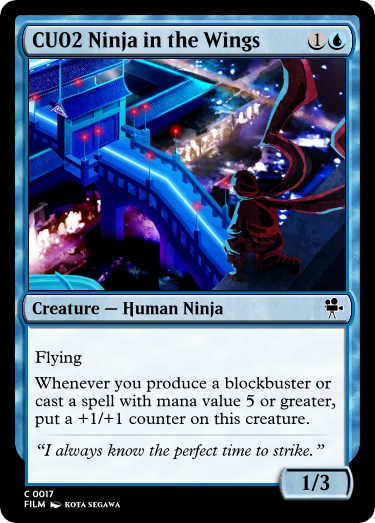 CU02 Ninja in the Wings 1
Creature — Human Ninja
Flying
Whenever you produce a blockbuster or
cast a spell with mana value 5 or greater,
put a +1/+1 counter on this creature.
“I always know the perfect time to strike.”
1/3
C 0017
FILM KOTA SEGAWA